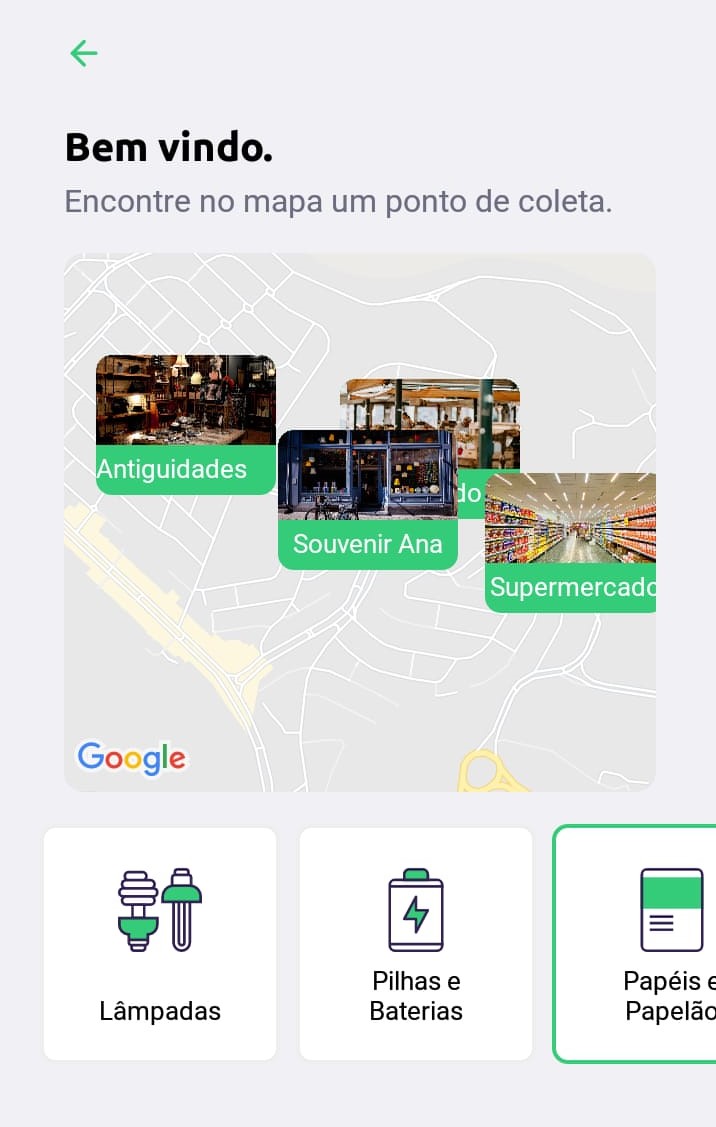 Bem vindo.
Encontre no mapa um ponto de coleta.
Antiguidades
do
Souvenir Ana
Supermercado
Google
Lâmpadas
Pilhas e
Baterias
Papéis e
Papelão